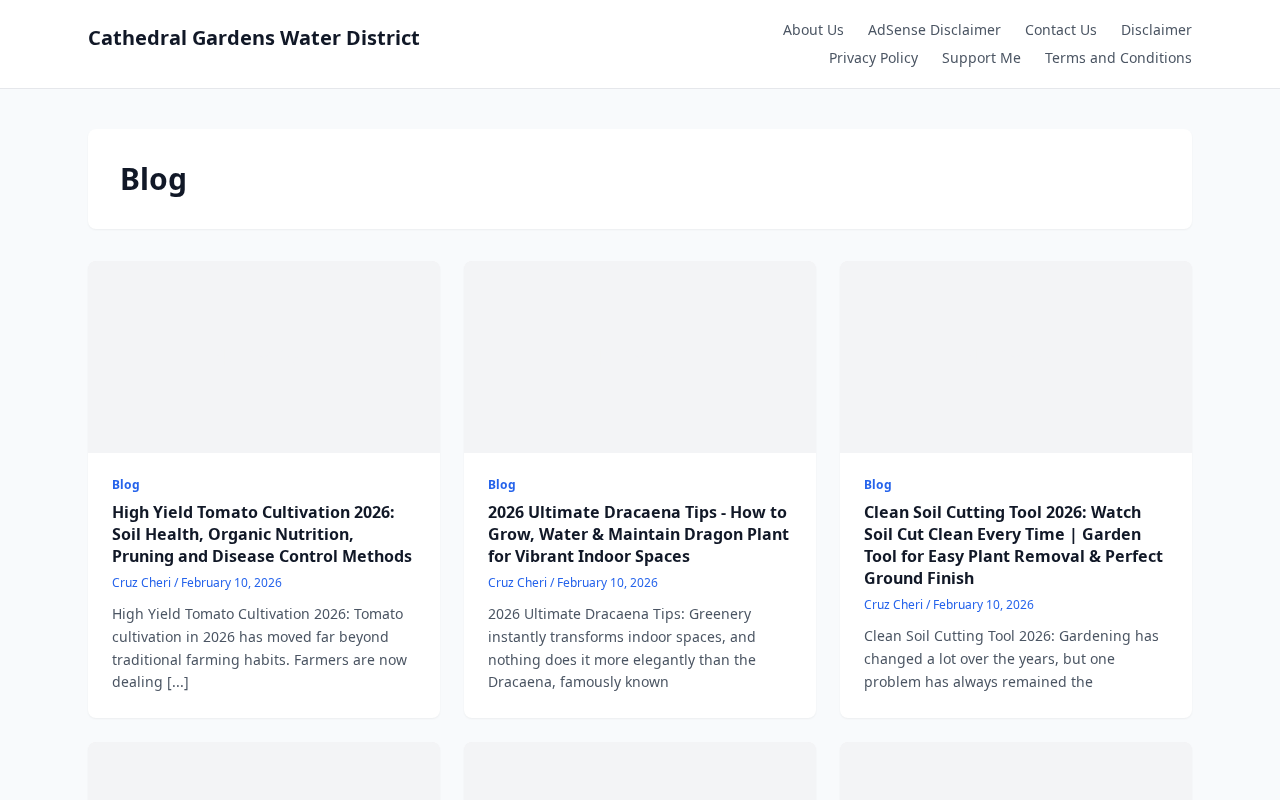 Cathedral Gardens Water District
About Us AdSense Disclaimer Contact Us Disclaimer
Privacy Policy Support Me Terms and Conditions
Blog
Blog
High Yield Tomato Cultivation 2026:
Soil Health, Organic Nutrition,
Pruning and Disease Control Methods
Cruz Cheri / February 10, 2026
High Yield Tomato Cultivation 2026: Tomato
cultivation in 2026 has moved far beyond
traditional farming habits. Farmers are now
dealing [...]
Blog
2026 Ultimate Dracaena Tips - How to
Grow, Water & Maintain Dragon Plant
for Vibrant Indoor Spaces
Cruz Cheri / February 10, 2026
2026 Ultimate Dracaena Tips: Greenery
instantly transforms indoor spaces, and
nothing does it more elegantly than the
Dracaena, famously known
Blog
Clean Soil Cutting Tool 2026: Watch
Soil Cut Clean Every Time | Garden
Tool for Easy Plant Removal & Perfect
Ground Finish
Cruz Cheri / February 10, 2026
Clean Soil Cutting Tool 2026: Gardening has
changed a lot over the years, but one
problem has always remained the